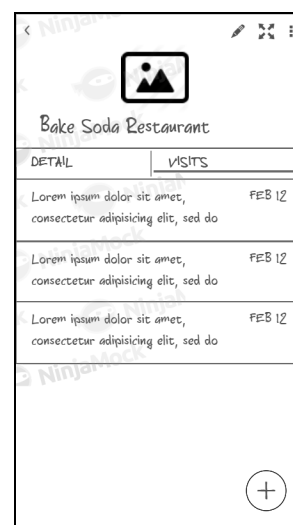 Bake Soda Restaurant
DETAIL VISITS
Lorem ipsum dolor sit amet, FEB 12
consectetur adipisicing elit, sed do
Lorem ipsum dolor sit amet, FEB 12
consectetur adipisicing elit, sed do
Lorem ipsum dolor sit amet, FEB 12
consectetur adipisicing elit, sed do
NinjaMock